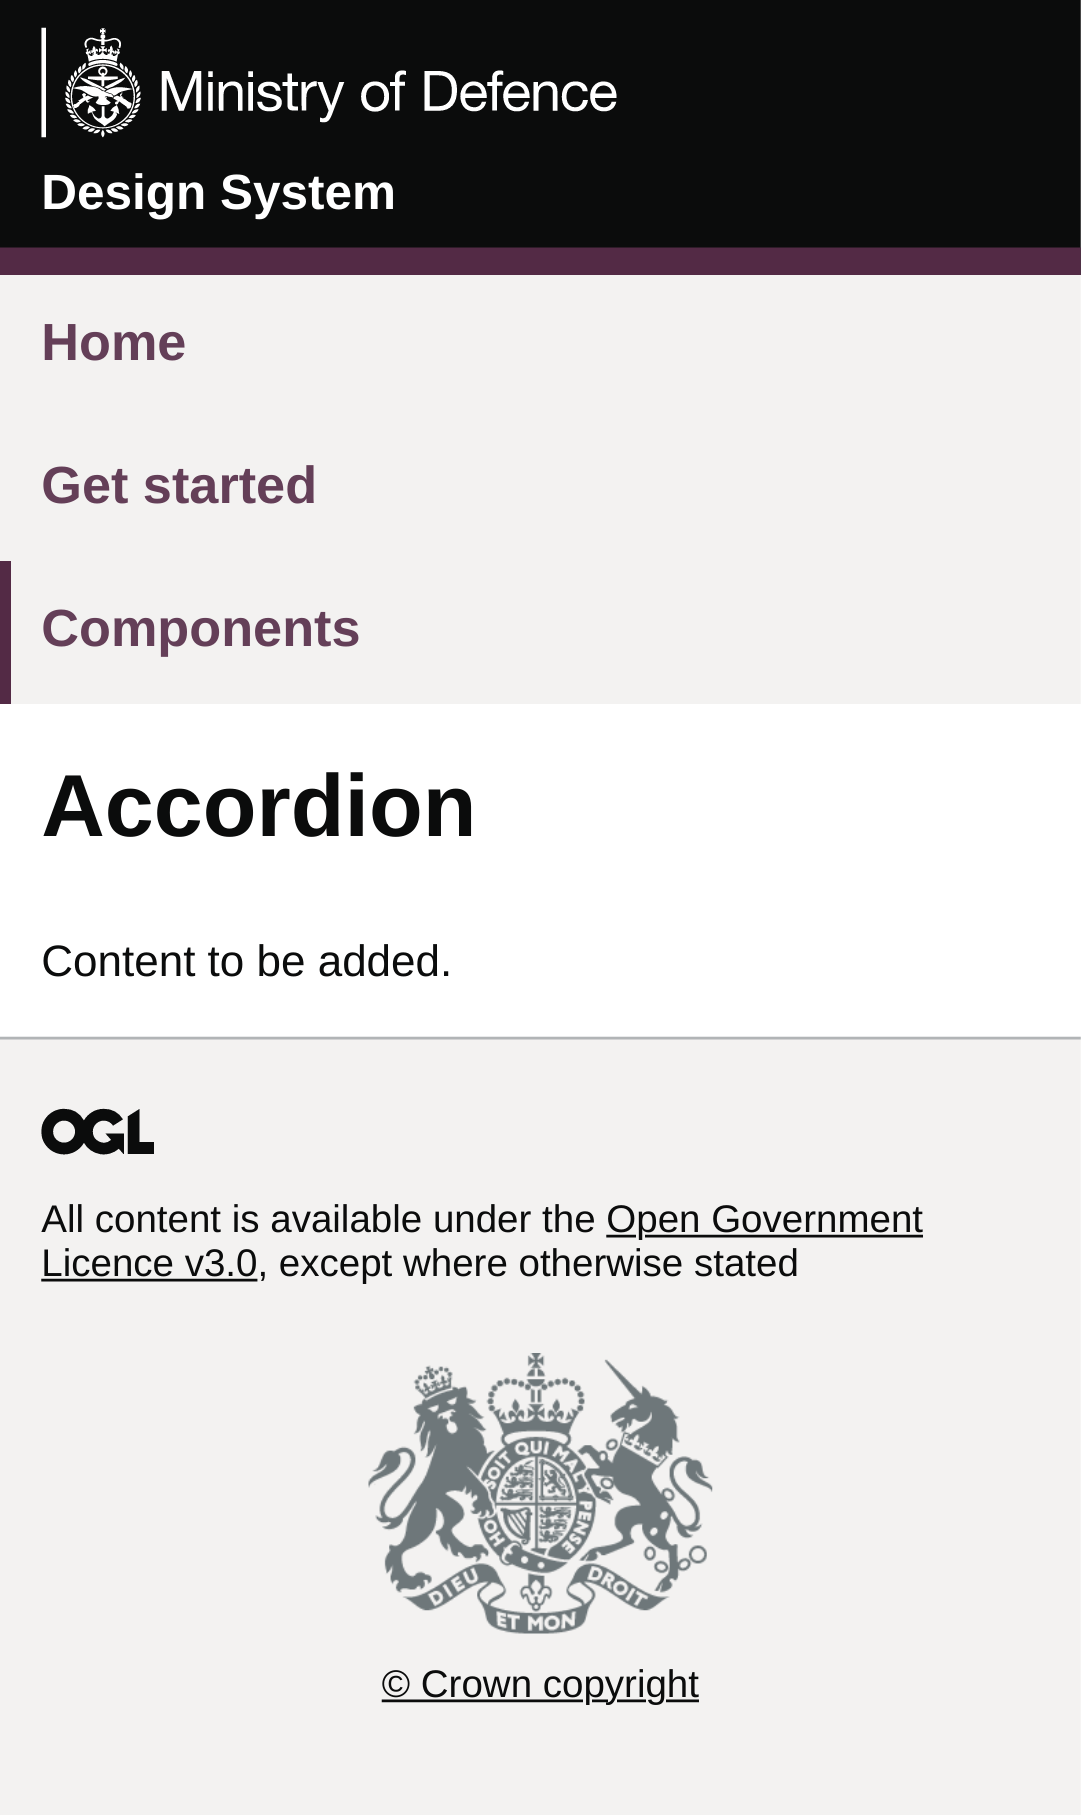 Ministry of Defence
Design System
Home
Get started
Components
Accordion
Content to be added.
OGL
All content is available under the Open Government
Licence v3.0, except where otherwise stated
SOIT QUI MAL Y PENSE
HO
DIEU ET MON DROIT
© Crown copyright